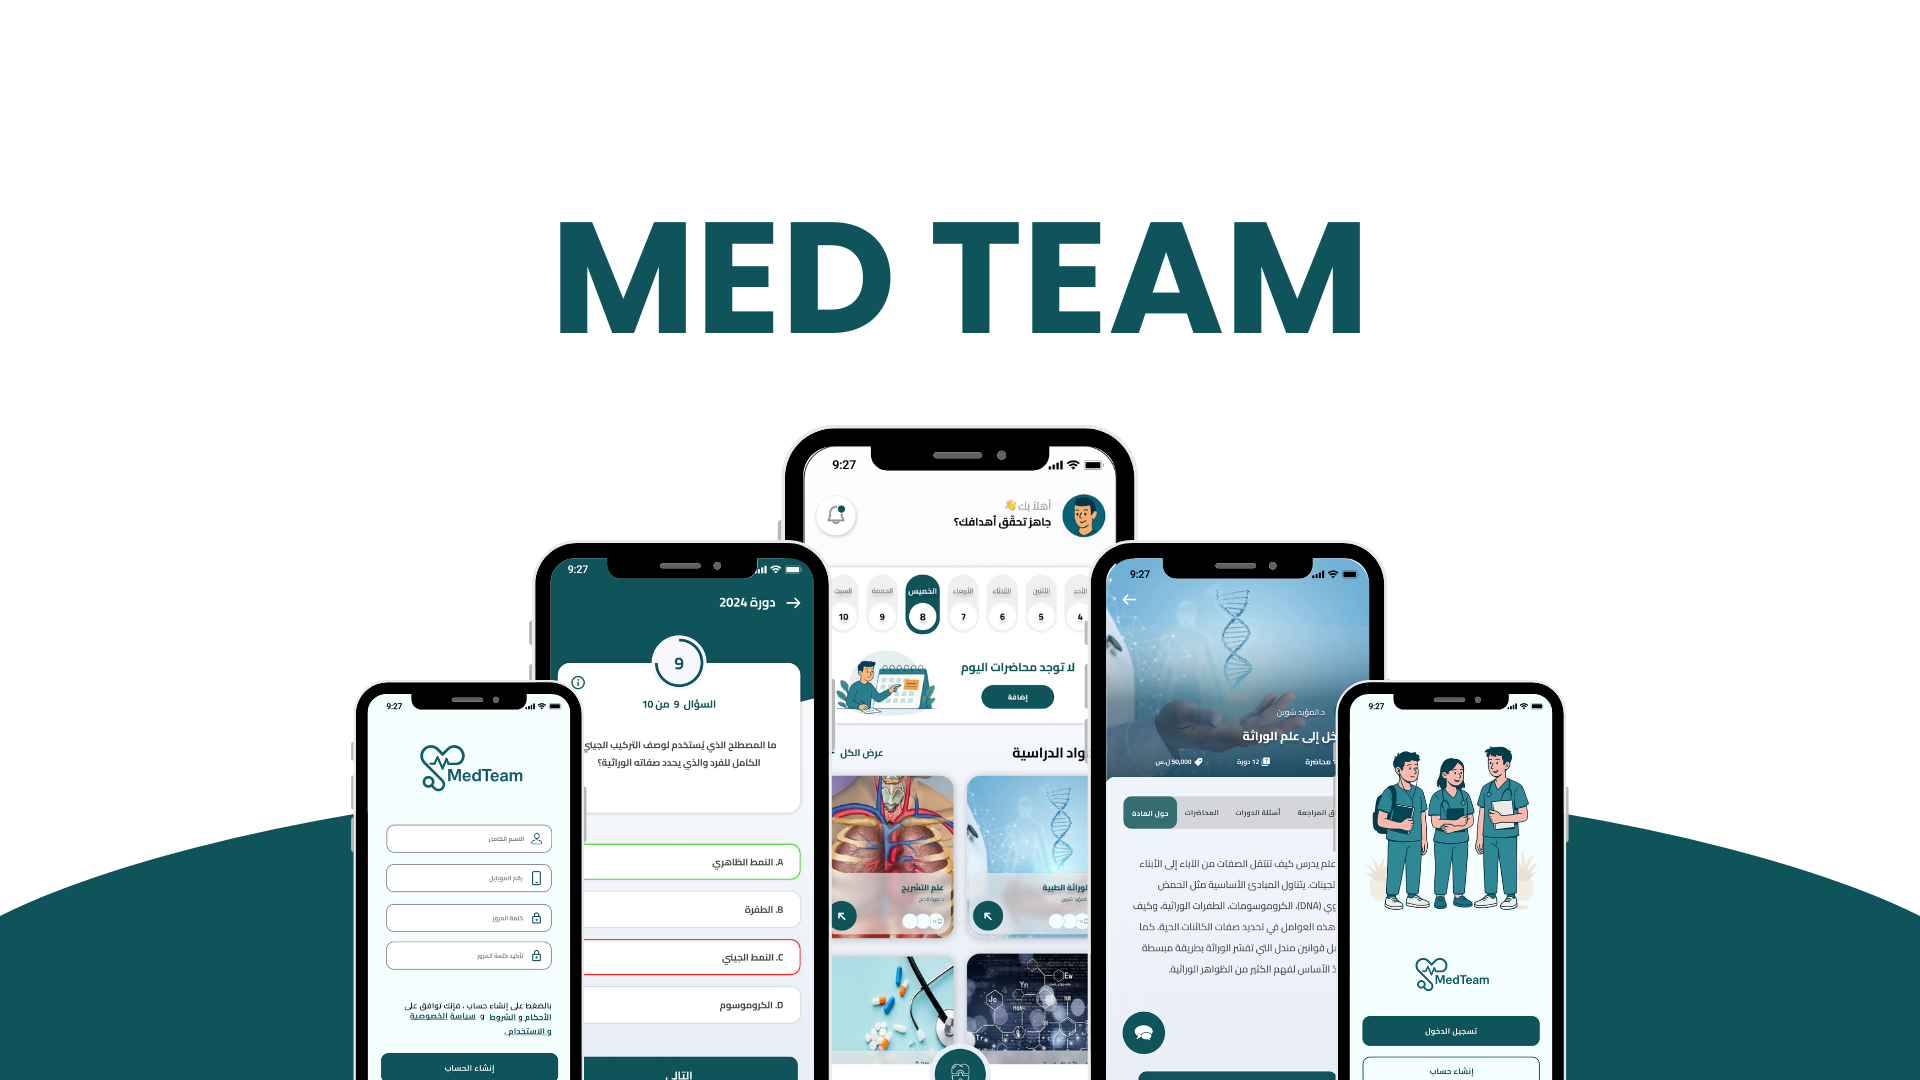 MED TEAM
9:27
أهلاً بك 👋
جاهز تحقّق أهدافك؟
الأحد الاثنين الثلاثاء الأربعاء الخميس الجمعة السبت
4 5 6 7 8 9 10
لا توجد محاضرات اليوم
إضافة
واد الدراسية
عرض الكل
علم التشريح
لوراثة الطبية
9:27
دورة 2024
9
السؤال 9 من 10
ما المصطلح الذي يُستخدم لوصف التركيب الجيني
الكامل للفرد والذي يحدد صفاته الوراثية؟
A. النمط الظاهري
B. الطفرة
C. النمط الجيني
D. الكروموسوم
التالي
9:27
د.المؤيد شوين
خل إلى علم الوراثة
محاضرة
12 دورة
50,000 ل.س
ق المراجعة
أسئلة الدورات
المحاضرات
حول المادة
علم يدرس كيف تنتقل الصفات من الآباء إلى الأبناء
لجينات. يتناول المبادئ الأساسية مثل الحمض
وي (DNA)، الكروموسومات، الطفرات الوراثية، وكيف
هذه العوامل في تحديد صفات الكائنات الحية. كما
ل قوانين مندل التي تفسّر الوراثة بطريقة مبسطة
الأساس لفهم الكثير من الظواهر الوراثية.
9:27
MedTeam
الاسم الكامل
رقم الموبايل
كلمة المرور
تأكيد كلمة المرور
بالضغط على إنشاء حساب ، فإنك توافق على
الأحكام و الشروط و سياسة الخصوصية
و الاستخدام .
إنشاء الحساب
9:27
MedTeam
تسجيل الدخول
إنشاء حساب